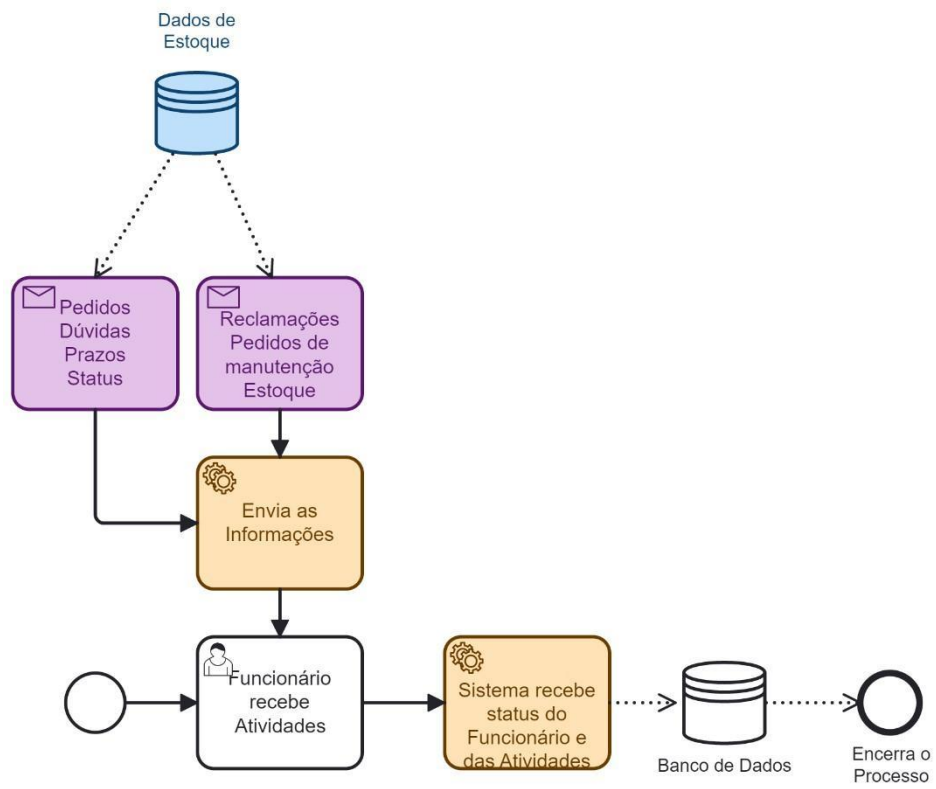 Dados de
Estoque
Pedidos
Dúvidas
Prazos
Status
Reclamações
Pedidos de
manutenção
Estoque
Envia as
Informações
Funcionário
recebe
Atividades
Sistema recebe
status do
Funcionário e
das Atividades
Banco de Dados
Encerra o
Processo